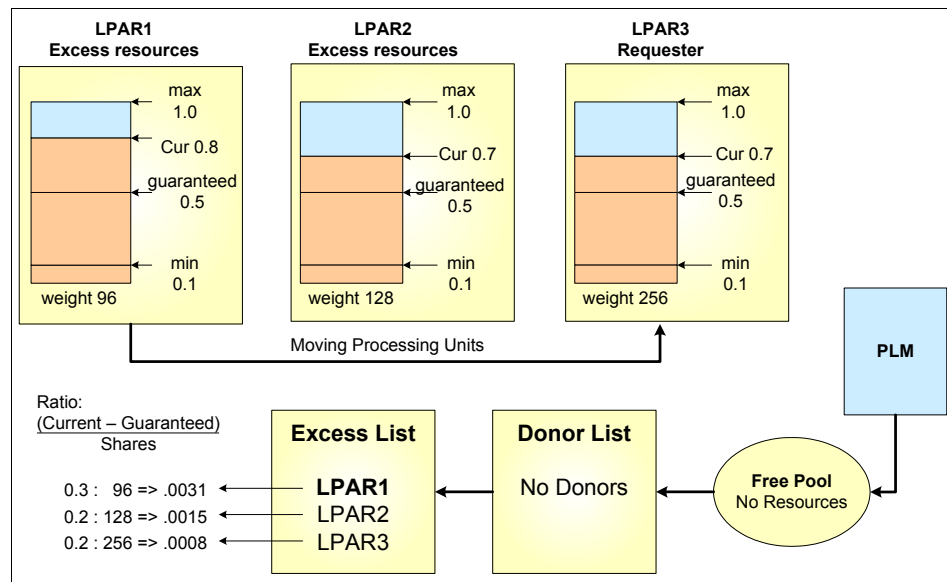 LPAR1
Excess resources
max
1.0
Cur 0.8
guaranteed
0.5
min
0.1
weight 96
LPAR2
Excess resources
max
1.0
Cur 0.7
guaranteed
0.5
min
0.1
weight 128
LPAR3
Requester
max
1.0
Cur 0.7
guaranteed
0.5
min
0.1
weight 256
Moving Processing Units
PLM
Ratio:
(Current – Guaranteed)
Shares
0.3 : 96 => .0031
0.2 : 128 => .0015
0.2 : 256 => .0008
Excess List
LPAR1
LPAR2
LPAR3
Donor List
No Donors
Free Pool
No Resources